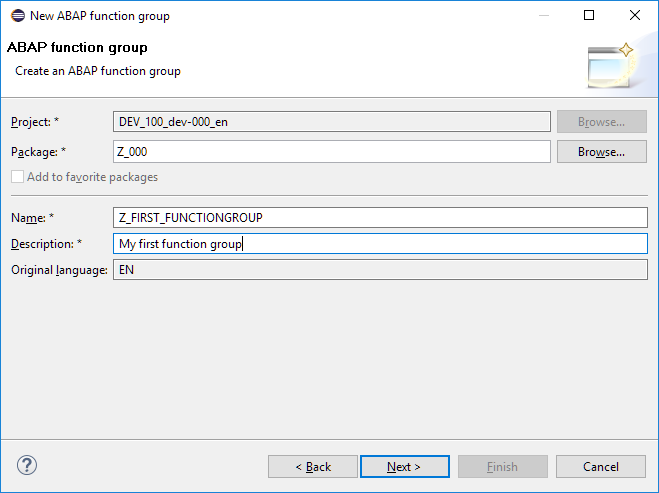 New ABAP function group
ABAP function group
Create an ABAP function group
Project: * DEV_100_dev-000_en Browse...
Package: * Z_000 Browse...
Add to favorite packages
Name: * Z_FIRST_FUNCTIONGROUP
Description: * My first function group
Original language: EN
? < Back Next > Finish Cancel